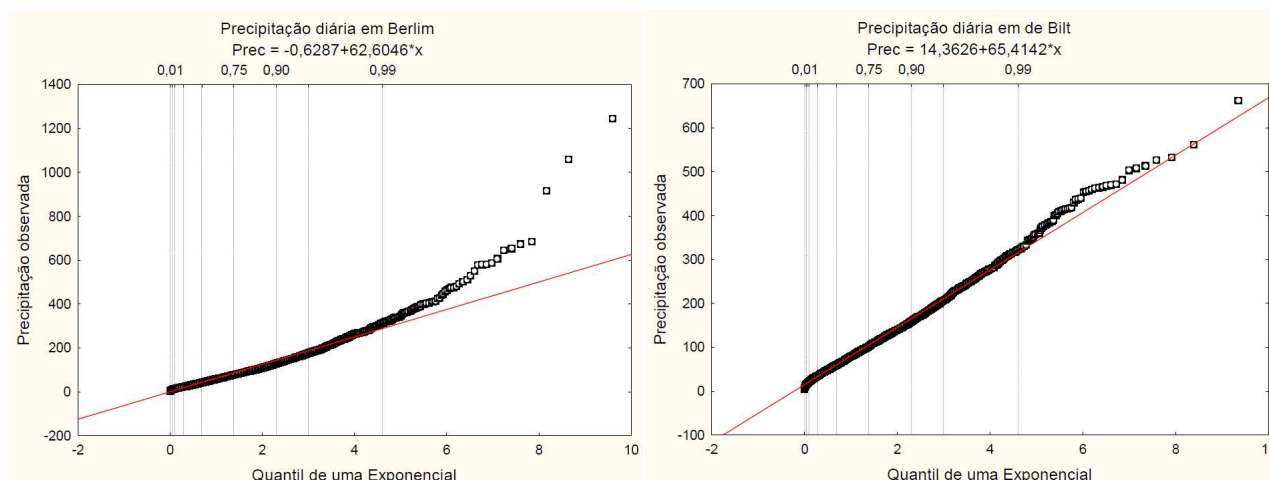 Precipitação diária em Berlim
Prec = -0,6287+62,6046*x
0,01 0,75 0,90 0,99
1400
1200
1000
800
600
400
200
0
-200
Precipitação observada
-2 0 2 4 6 8 10
Quantil de uma Exponencial
Precipitação diária em de Bilt
Prec = 14,3626+65,4142*x
0,01 0,75 0,90 0,99
700
600
500
400
300
200
100
0
-100
Precipitação observada
-2 0 2 4 6 8 1
Quantil de uma Exponencial